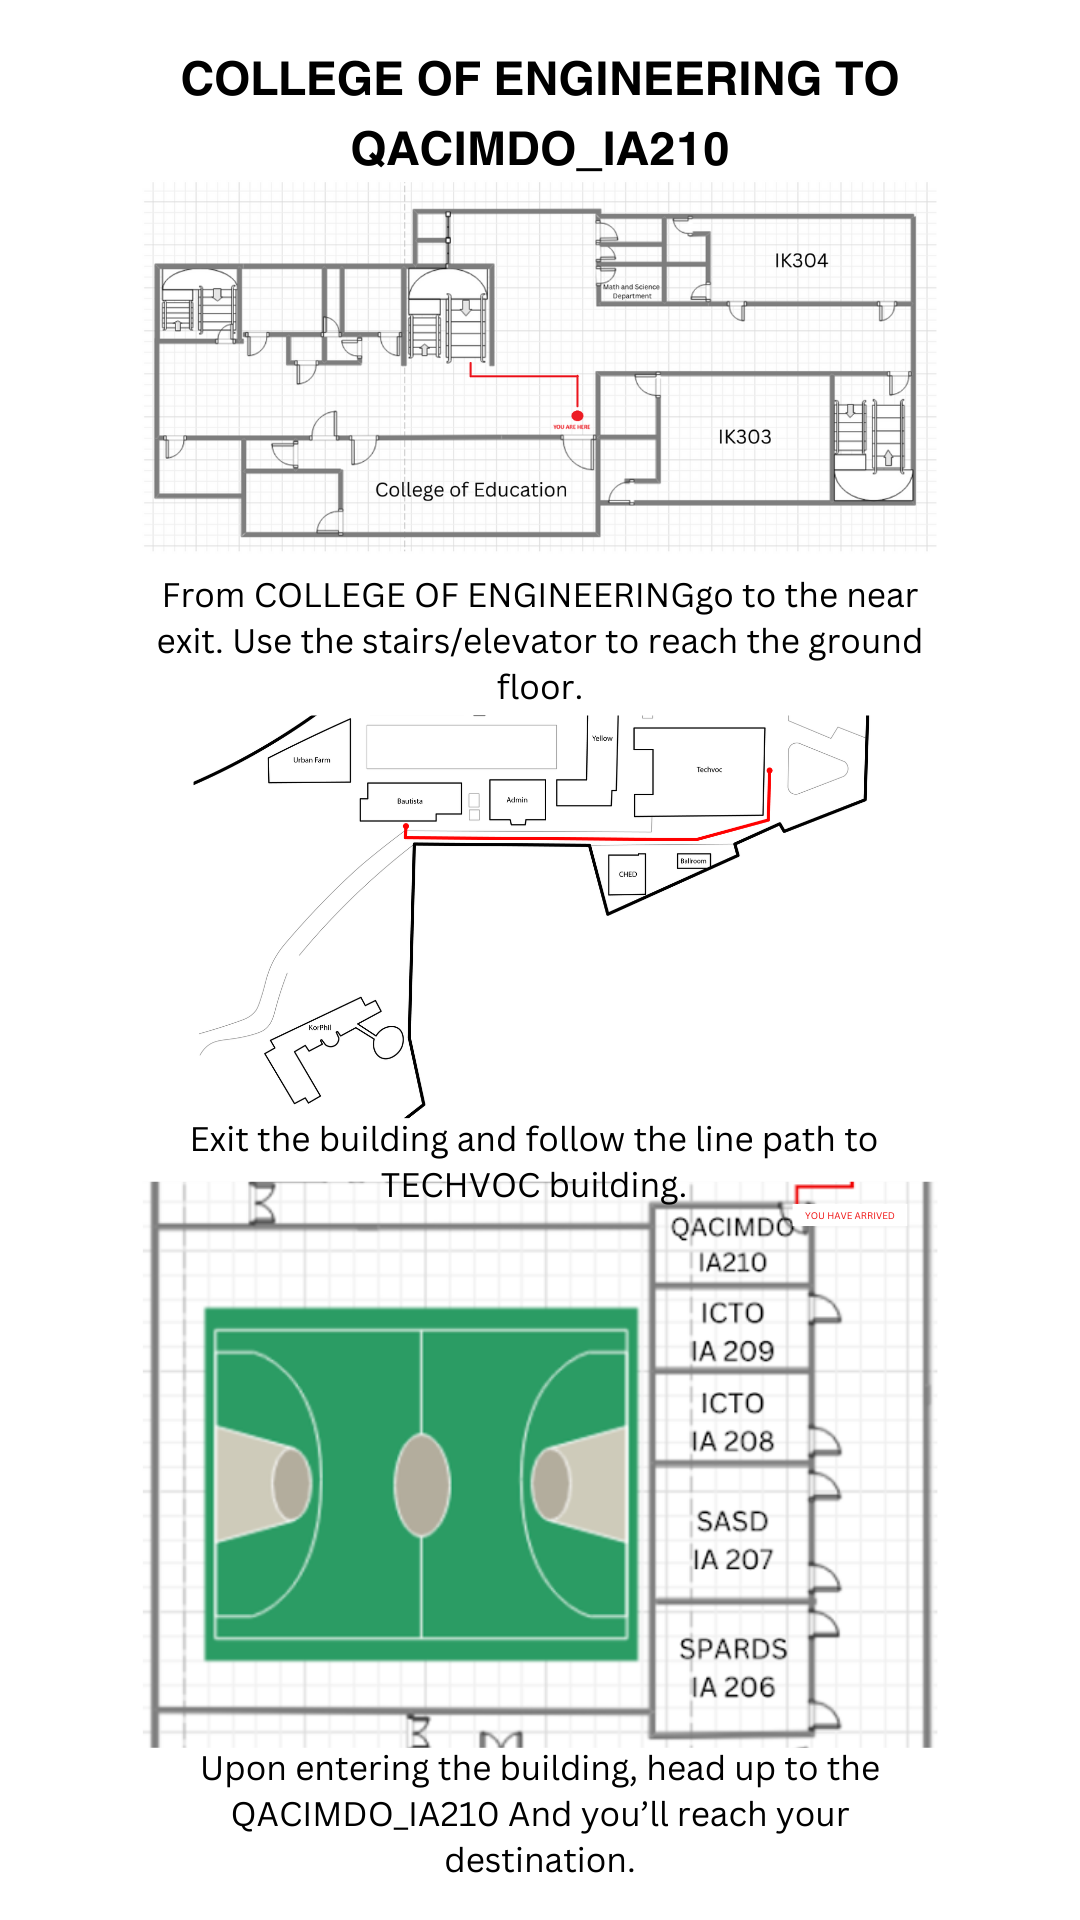 COLLEGE OF ENGINEERING TO
QACIMDO_IA210
IK304
Math and Science
Department
YOU ARE HERE
IK303
College of Education
From COLLEGE OF ENGINEERINGgo to the near
exit. Use the stairs/elevator to reach the ground
floor.
Urban Farm
Yellow
Techvoc
Bautista
Admin
CHED
Ballroom
KorPhil
Exit the building and follow the line path to
TECHVOC building.
YOU HAVE ARRIVED
QACIMDO
IA210
ICTO
IA 209
ICTO
IA 208
SASD
IA 207
SPARDS
IA 206
Upon entering the building, head up to the
QACIMDO_IA210 And you’ll reach your
destination.